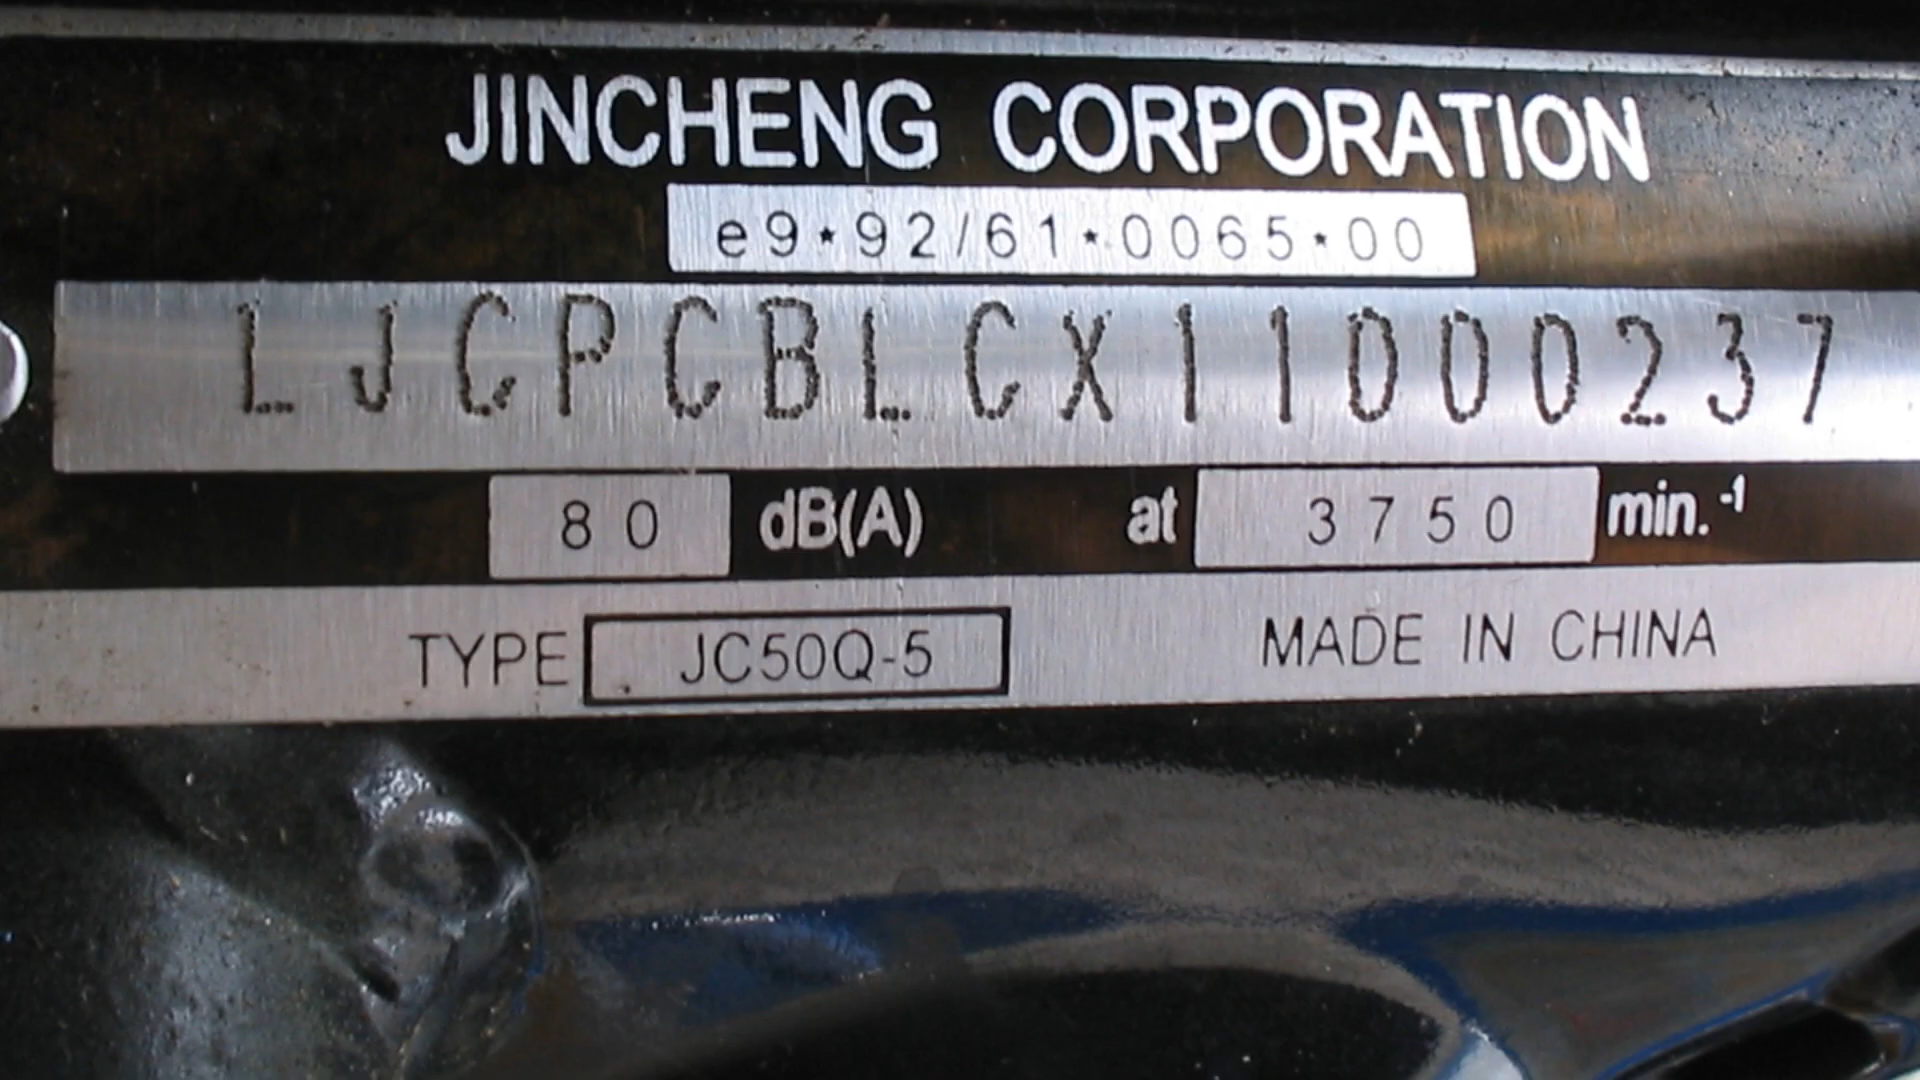 JINCHENG CORPORATION
e9*92/61*0065*00
LJCPCBLCX11000237
80 dB(A) at 3750 min.-1
TYPE JC50Q-5 MADE IN CHINA